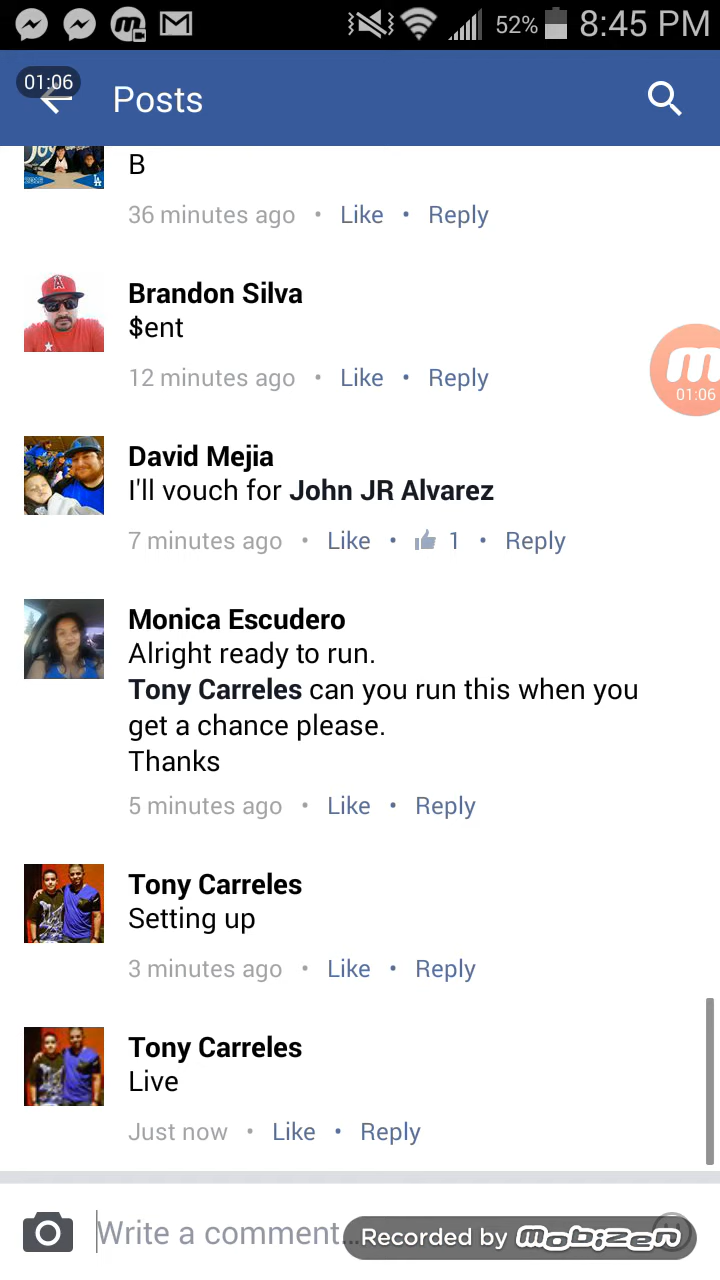 52% 8:45 PM
01:06
Posts
B
36 minutes ago • Like • Reply
Brandon Silva
$ent
12 minutes ago • Like • Reply
01:06
David Mejia
I'll vouch for John JR Alvarez
7 minutes ago • Like • 1 • Reply
Monica Escudero
Alright ready to run.
Tony Carreles can you run this when you
get a chance please.
Thanks
5 minutes ago • Like • Reply
Tony Carreles
Setting up
3 minutes ago • Like • Reply
Tony Carreles
Live
Just now • Like • Reply
Write a comment...
Recorded by mobizen